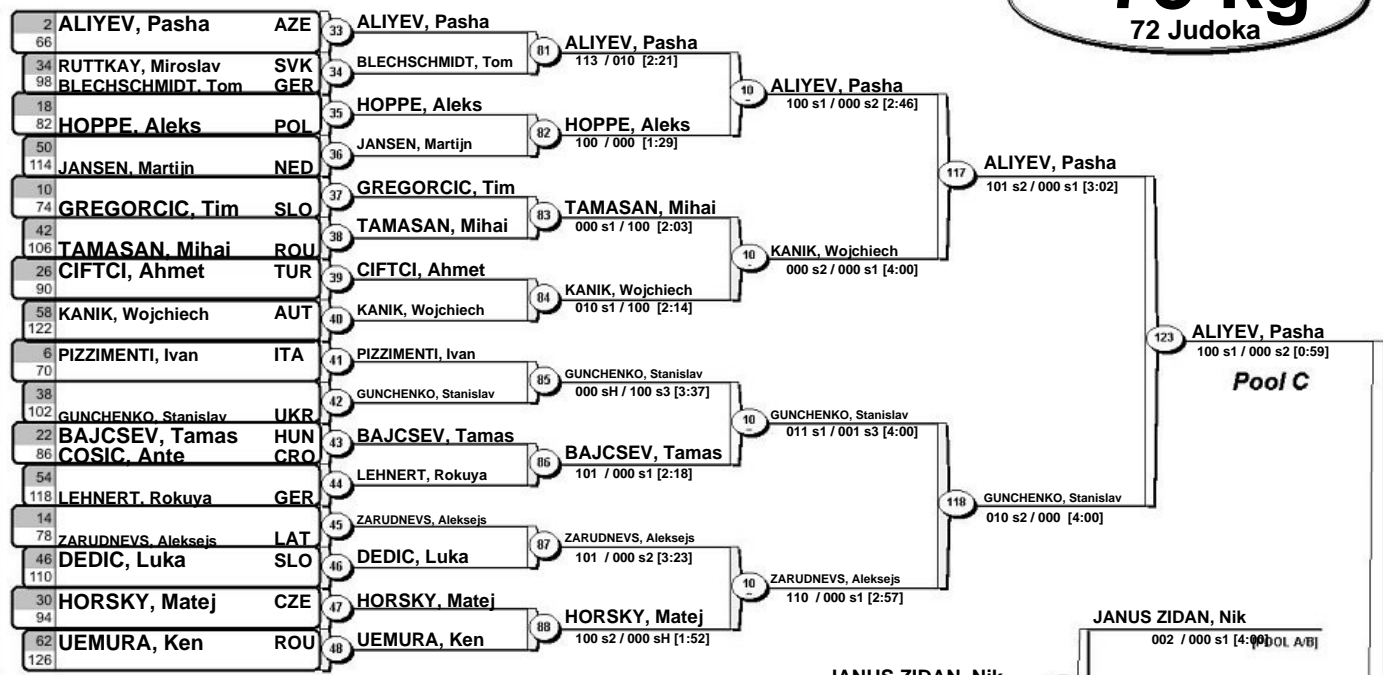 73 kg
72 Judoka
2 ALIYEV, Pasha AZE
66
34 RUTTKAY, Miroslav SVK
98 BLECHSCHMIDT, Tom GER
18
82 HOPPE, Aleks POL
50
114 JANSEN, Martijn NED
10
74 GREGORCIC, Tim SLO
42
106 TAMASAN, Mihai ROU
26 CIFTCI, Ahmet TUR
90
58 KANIK, Wojchiech AUT
122
6 PIZZIMENTI, Ivan ITA
70
38
102 GUNCHENKO, Stanislav UKR
22 BAJCSEV, Tamas HUN
86 COSIC, Ante CRO
54
118 LEHNERT, Rokuya GER
14
78 ZARUDNEVS, Aleksejs LAT
46 DEDIC, Luka SLO
110
30 HORSKY, Matej CZE
94
62 UEMURA, Ken ROU
126
33 ALIYEV, Pasha
34 BLECHSCHMIDT, Tom
35 HOPPE, Aleks
36 JANSEN, Martijn
37 GREGORCIC, Tim
38 TAMASAN, Mihai
39 CIFTCI, Ahmet
40 KANIK, Wojchiech
41 PIZZIMENTI, Ivan
42 GUNCHENKO, Stanislav
43 BAJCSEV, Tamas
44 LEHNERT, Rokuya
45 ZARUDNEVS, Aleksejs
46 DEDIC, Luka
47 HORSKY, Matej
48 UEMURA, Ken
81 ALIYEV, Pasha
113 / 010 [2:21]
82 HOPPE, Aleks
100 / 000 [1:29]
83 TAMASAN, Mihai
000 s1 / 100 [2:03]
84 KANIK, Wojchiech
010 s1 / 100 [2:14]
85 GUNCHENKO, Stanislav
000 sH / 100 s3 [3:37]
86 BAJCSEV, Tamas
101 / 000 s1 [2:18]
87 ZARUDNEVS, Aleksejs
101 / 000 s2 [3:23]
88 HORSKY, Matej
100 s2 / 000 sH [1:52]
10 ALIYEV, Pasha
100 s1 / 000 s2 [2:46]
10 KANIK, Wojchiech
000 s2 / 000 s1 [4:00]
10 GUNCHENKO, Stanislav
011 s1 / 001 s3 [4:00]
10 ZARUDNEVS, Aleksejs
110 / 000 s1 [2:57]
117 ALIYEV, Pasha
101 s2 / 000 s1 [3:02]
118 GUNCHENKO, Stanislav
010 s2 / 000 [4:00]
123 ALIYEV, Pasha
100 s1 / 000 s2 [0:59]
Pool C
JANUS ZIDAN, Nik
002 / 000 s1 [4:00] [POOL A/B]
JANUS ZIDAN, Nik